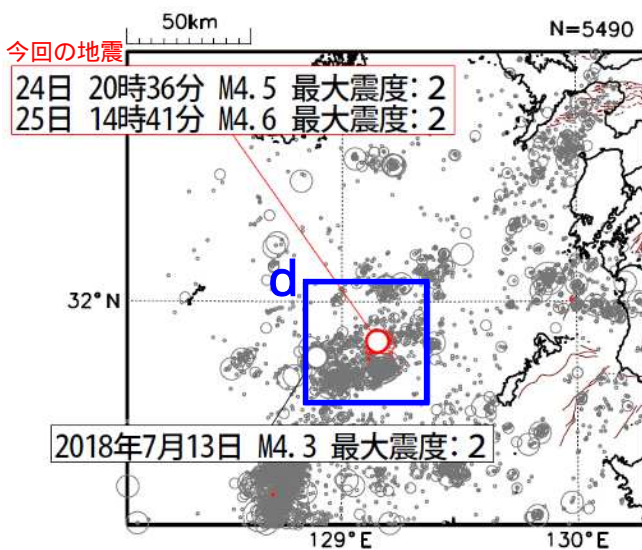 50km
N=5490
今回の地震
24日 20時36分 M4.5 最大震度：2
25日 14時41分 M4.6 最大震度：2
d
32°N
2018年7月13日 M4.3 最大震度：2
129°E
130°E